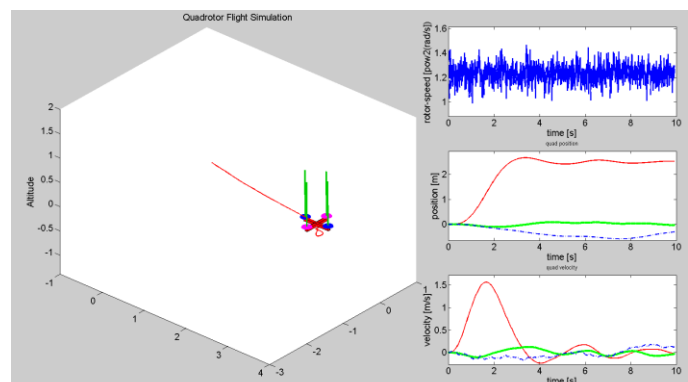 Quadrotor Flight Simulation
2
1.5
1
0.5
0
-0.5
-1
Altitude
-1
0
1
2
3
4
-3
-2
-1
0
1.6
1.4
1.2
1
rotor-speed [pow2(rad/s]
0 2 4 6 8 10
time [s]
quad position
2
0
position [m]
0 2 4 6 8 10
time [s]
quad velocity
1.5
1
0.5
0
velocity [m/s]
0 2 4 6 8 10
time [s]